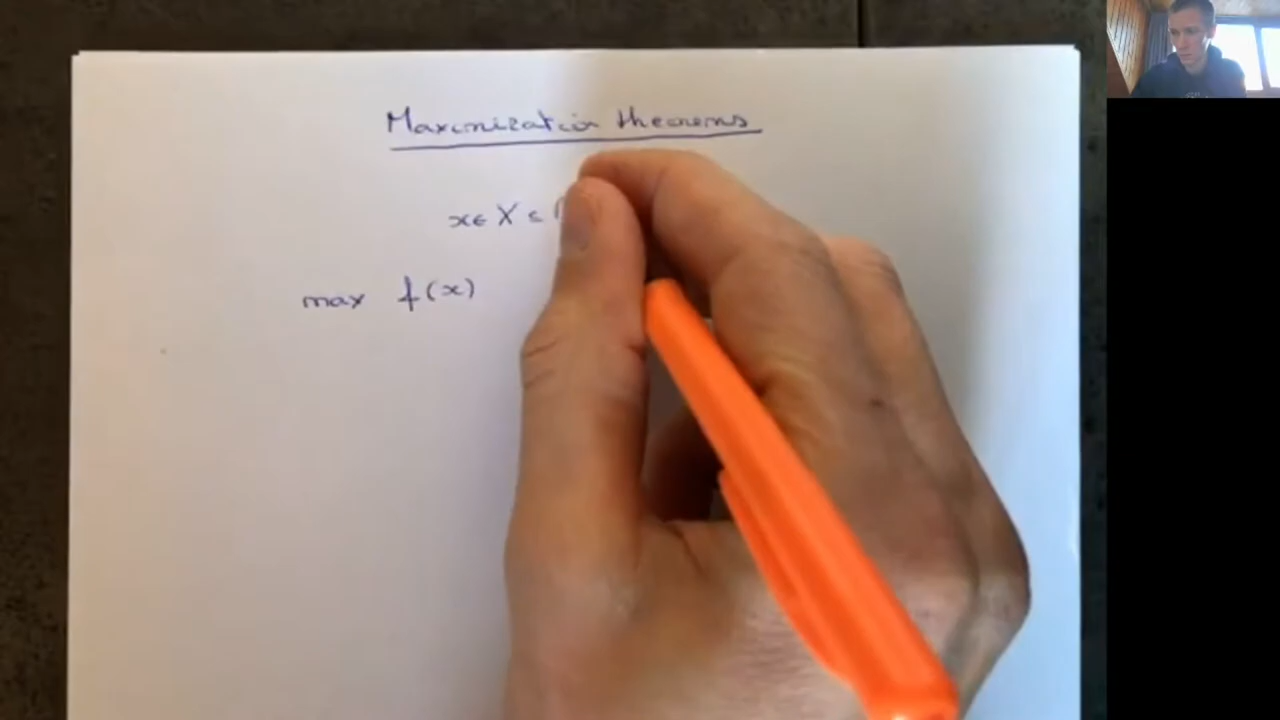 Maximization theorems
x ∈ X ⊆
max f(x)